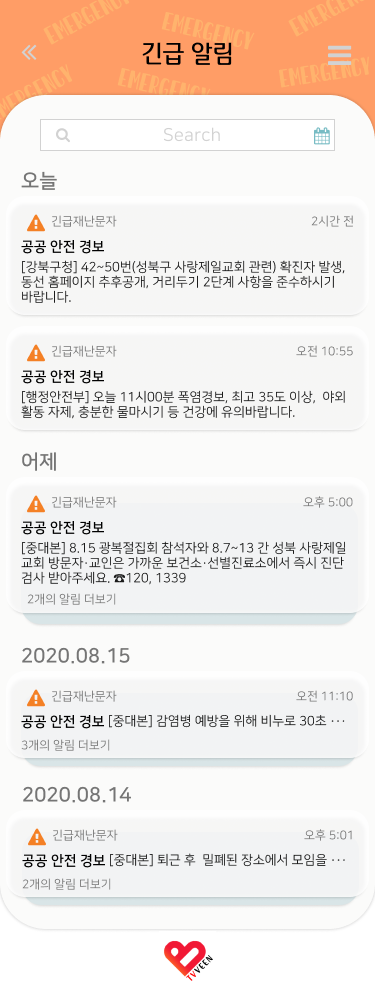 EMERGENCY
EMERGENCY
EMERGENCY
긴급 알림
EMERGENCY
EMERGENCY
EMERGENCY
Search
오늘
긴급재난문자 2시간 전
공공 안전 경보
[강북구청] 42~50번(성북구 사랑제일교회 관련) 확진자 발생,
동선 홈페이지 추후공개, 거리두기 2단계 사항을 준수하시기
바랍니다.
긴급재난문자 오전 10:55
공공 안전 경보
[행정안전부] 오늘 11시00분 폭염경보, 최고 35도 이상, 야외
활동 자제, 충분한 물마시기 등 건강에 유의바랍니다.
어제
긴급재난문자 오후 5:00
공공 안전 경보
[중대본] 8.15 광복절집회 참석자와 8.7~13 간 성북 사랑제일
교회 방문자·교인은 가까운 보건소·선별진료소에서 즉시 진단
검사 받아주세요. ☎120, 1339
2개의 알림 더보기
2020.08.15
긴급재난문자 오전 11:10
공공 안전 경보 [중대본] 감염병 예방을 위해 비누로 30초 ···
3개의 알림 더보기
2020.08.14
긴급재난문자 오후 5:01
공공 안전 경보 [중대본] 퇴근 후 밀폐된 장소에서 모임을 ···
2개의 알림 더보기
TVVEEN